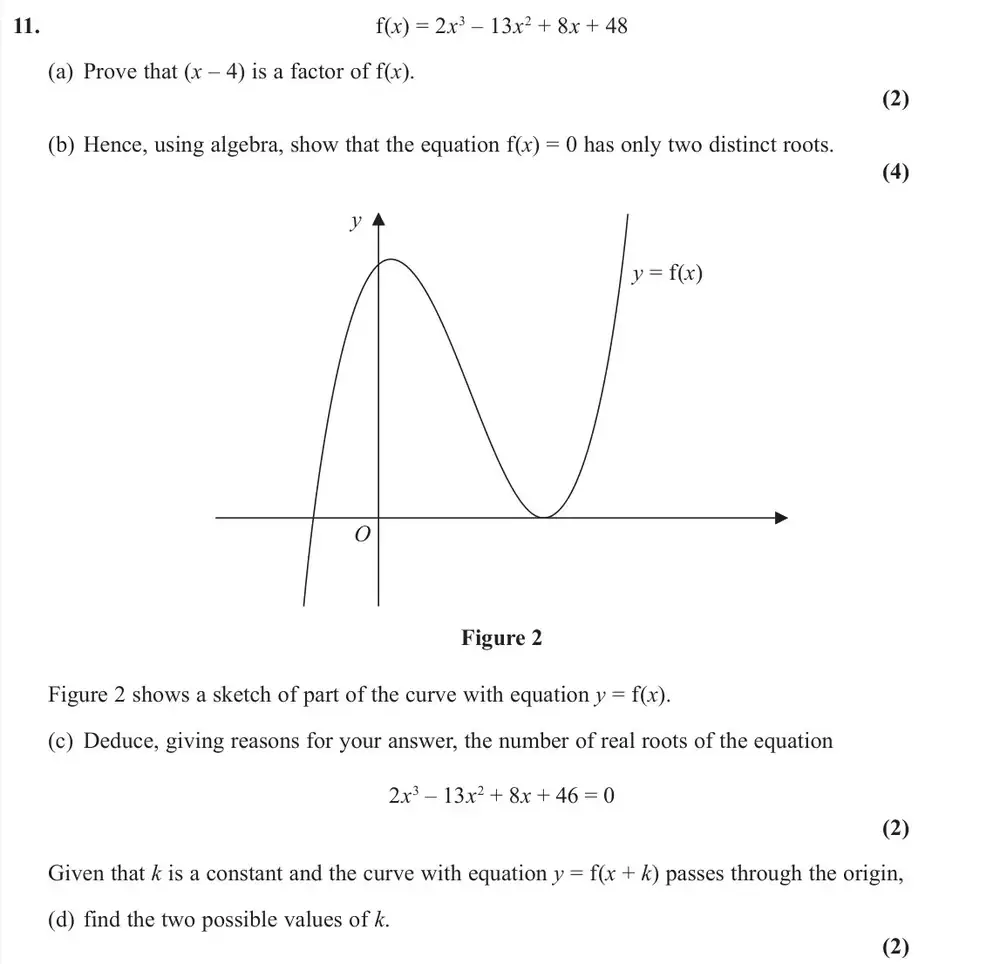 11. f(x) = 2x³ – 13x² + 8x + 48
(a) Prove that (x – 4) is a factor of f(x).
(2)
(b) Hence, using algebra, show that the equation f(x) = 0 has only two distinct roots.
(4)
y
y = f(x)
O
Figure 2
Figure 2 shows a sketch of part of the curve with equation y = f(x).
(c) Deduce, giving reasons for your answer, the number of real roots of the equation
2x³ – 13x² + 8x + 46 = 0
(2)
Given that k is a constant and the curve with equation y = f(x + k) passes through the origin,
(d) find the two possible values of k.
(2)